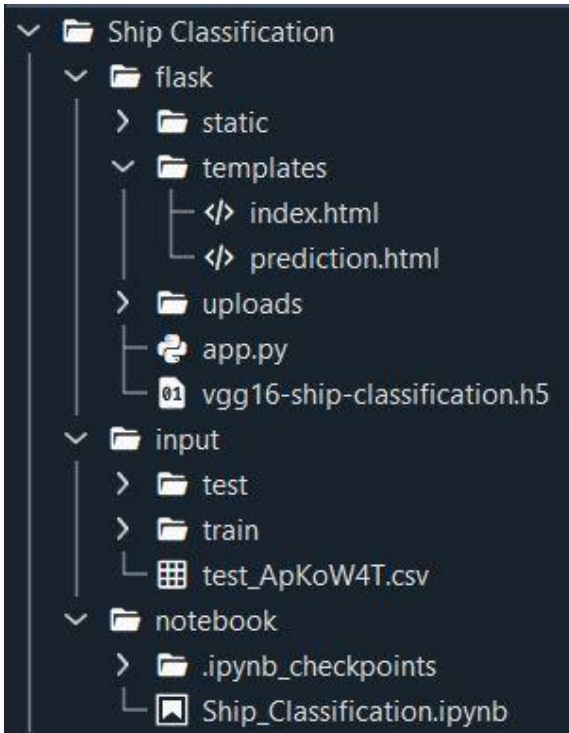 Ship Classification
flask
static
templates
index.html
prediction.html
uploads
app.py
vgg16-ship-classification.h5
input
test
train
test_ApKoW4T.csv
notebook
.ipynb_checkpoints
Ship_Classification.ipynb